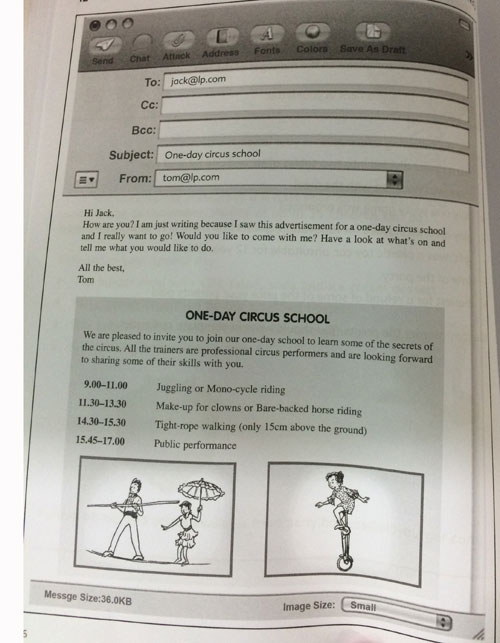 Send Chat Attack Address Fonts Colors Save As Draft
To: jack@lp.com
Cc:
Bcc:
Subject: One-day circus school
From: tom@lp.com
Hi Jack,
How are you? I am just writing because I saw this advertisement for a one-day circus school
and I really want to go! Would you like to come with me? Have a look at what's on and
tell me what you would like to do.
All the best,
Tom
ONE-DAY CIRCUS SCHOOL
We are pleased to invite you to join our one-day school to learn some of the secrets of
the circus. All the trainers are professional circus performers and are looking forward
to sharing some of their skills with you.
9.00–11.00 Juggling or Mono-cycle riding
11.30–13.30 Make-up for clowns or Bare-backed horse riding
14.30–15.30 Tight-rope walking (only 15cm above the ground)
15.45–17.00 Public performance
Messge Size:36.0KB Image Size: Small